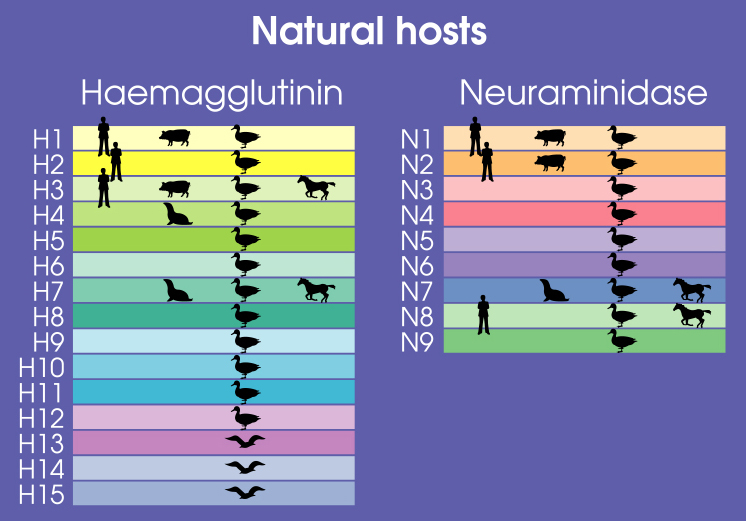 Natural hosts
Haemagglutinin
H1
H2
H3
H4
H5
H6
H7
H8
H9
H10
H11
H12
H13
H14
H15
Neuraminidase
N1
N2
N3
N4
N5
N6
N7
N8
N9